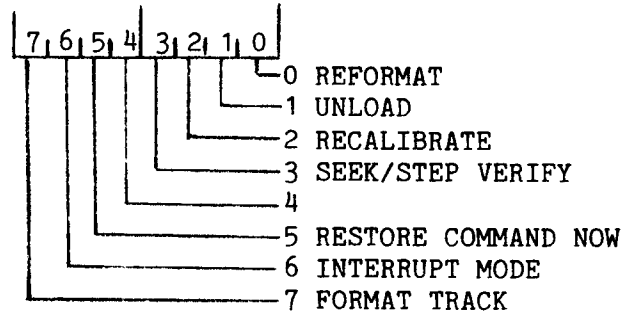 7 6 5 4 3 2 1 0
0 REFORMAT
1 UNLOAD
2 RECALIBRATE
3 SEEK/STEP VERIFY
4
5 RESTORE COMMAND NOW
6 INTERRUPT MODE
7 FORMAT TRACK